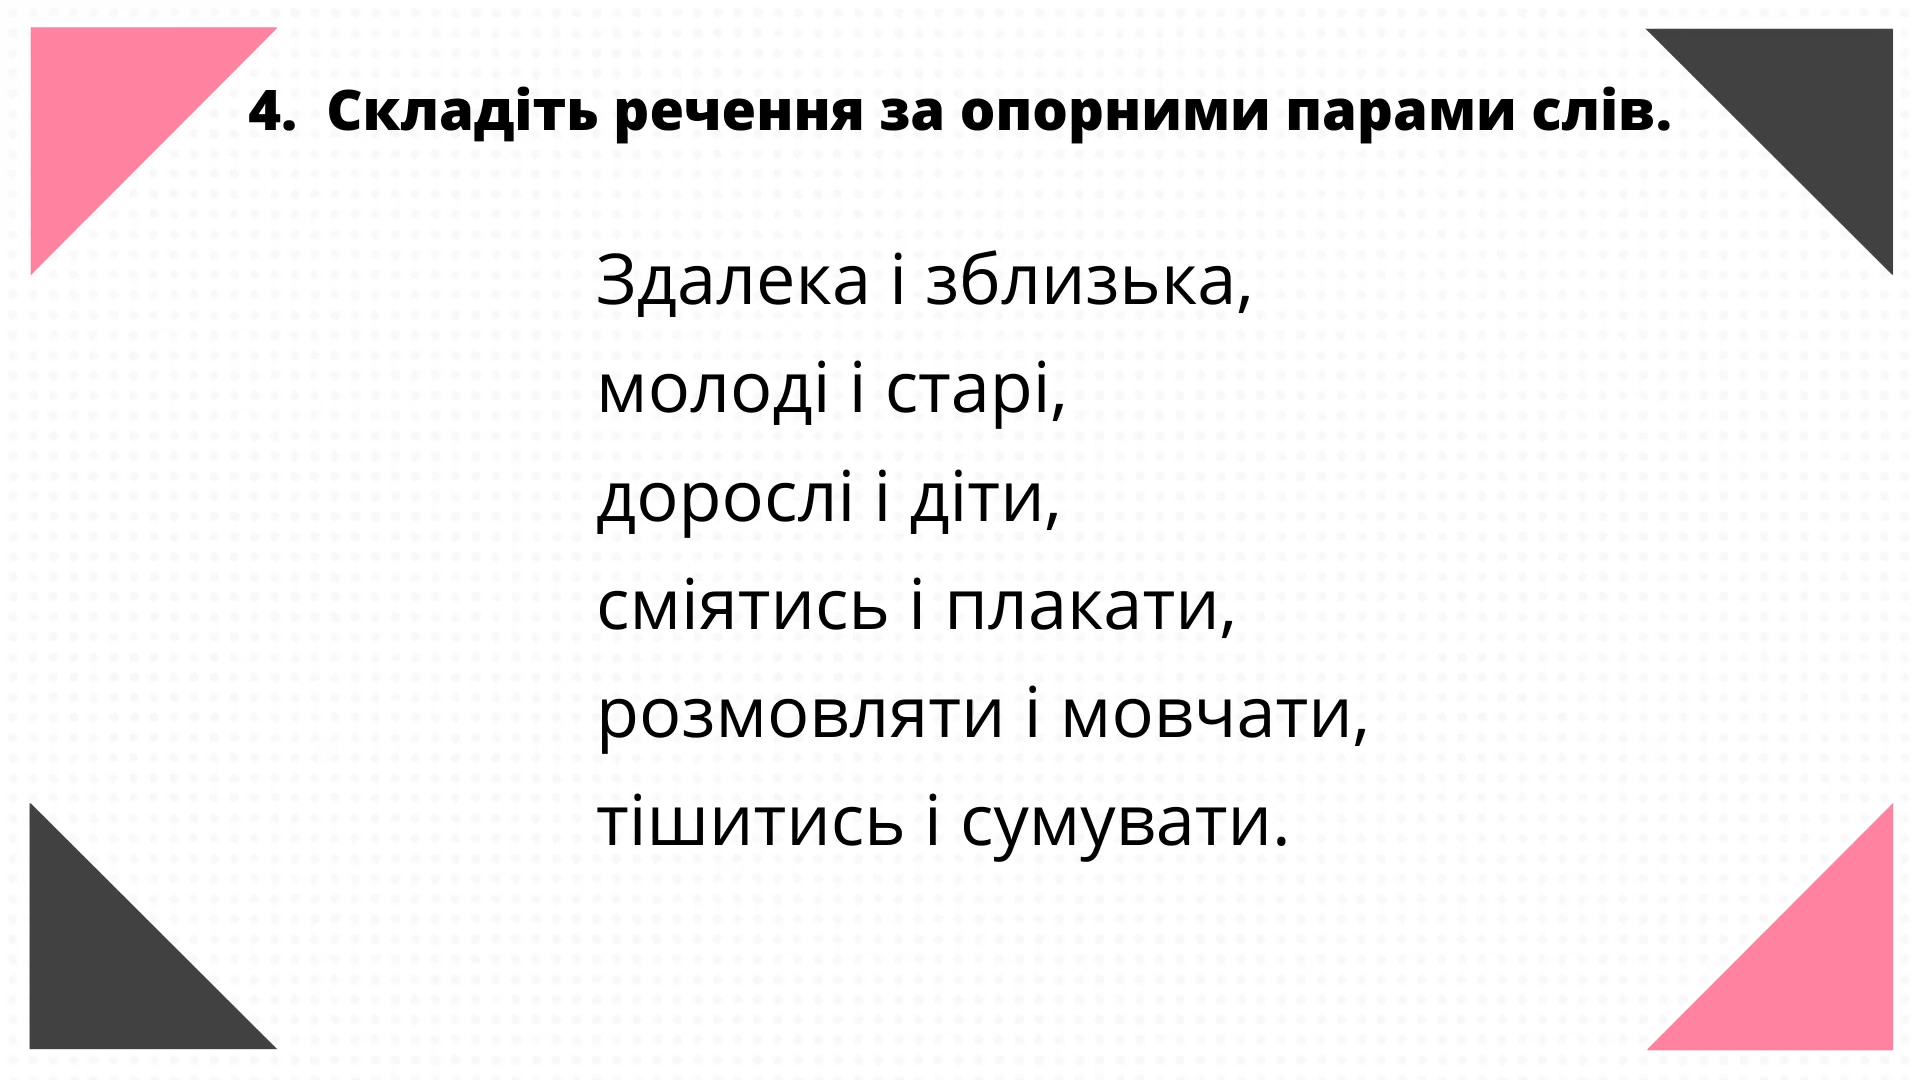 4. Складіть речення за опорними парами слів.
Здалека і зблизька,
молоді і старі,
дорослі і діти,
сміятись і плакати,
розмовляти і мовчати,
тішитись і сумувати.